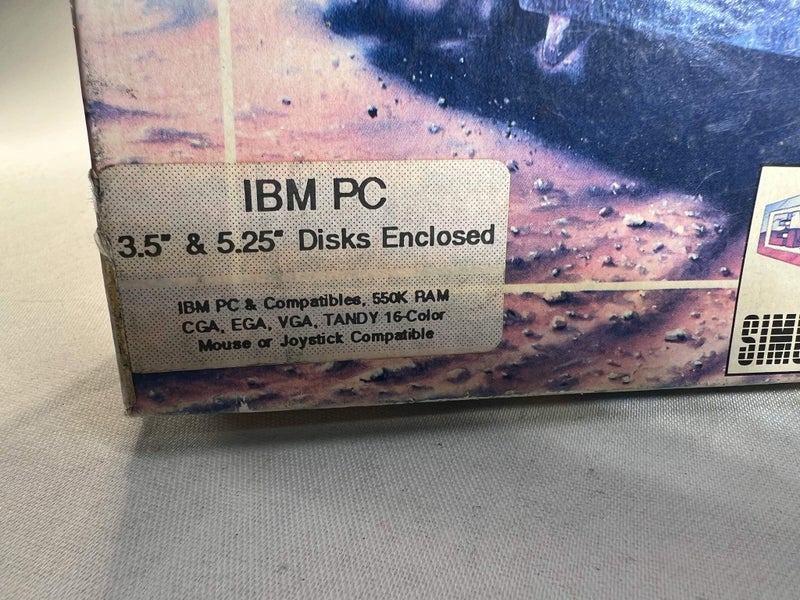 IBM PC
3.5" & 5.25" Disks Enclosed
IBM PC & Compatibles, 550K RAM
CGA, EGA, VGA, TANDY 16-Color
Mouse or Joystick Compatible